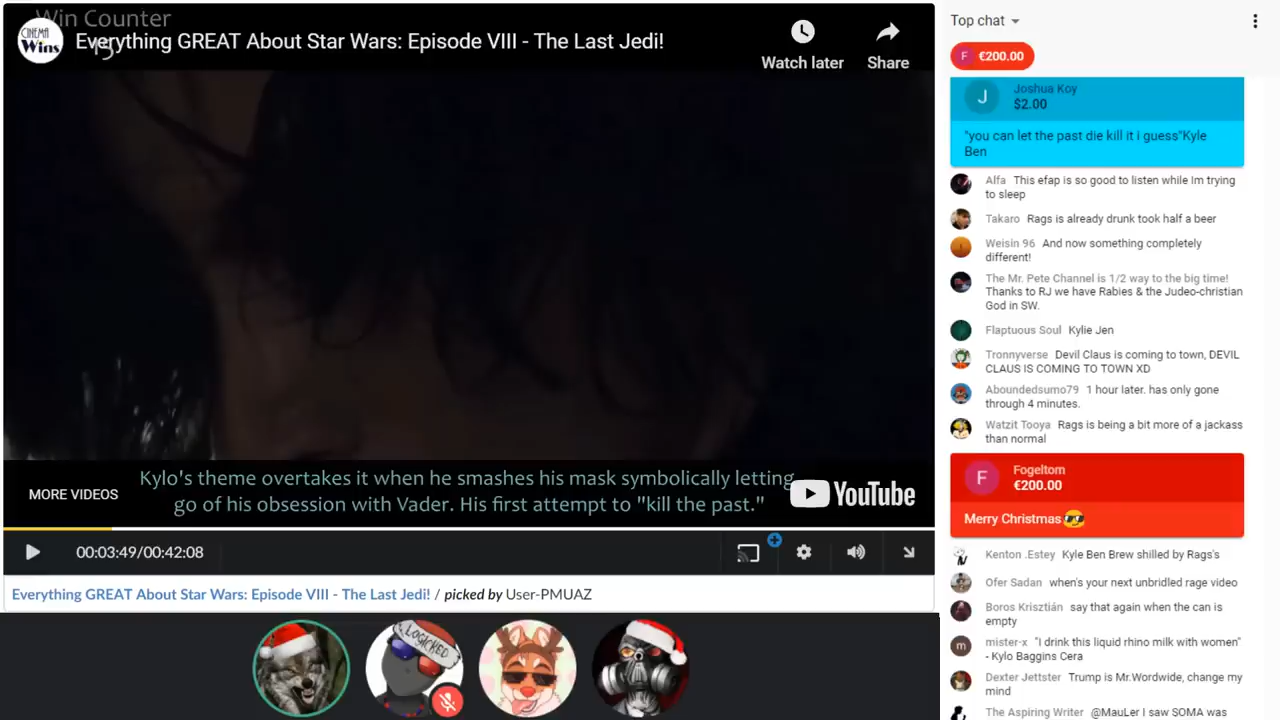 Win Counter
15
CINEMA
Wins
Everything GREAT About Star Wars: Episode VIII - The Last Jedi!
Watch later
Share
Kylo's theme overtakes it when he smashes his mask symbolically letting
go of his obsession with Vader. His first attempt to "kill the past."
MORE VIDEOS
YouTube
00:03:49/00:42:08
Everything GREAT About Star Wars: Episode VIII - The Last Jedi! / picked by User-PMUAZ
LOGICKED
Top chat
F €200.00
J Joshua Koy
$2.00
"you can let the past die kill it i guess"Kyle
Ben
Alfa This efap is so good to listen while Im trying
to sleep
Takaro Rags is already drunk took half a beer
Weisin 96 And now something completely
different!
The Mr. Pete Channel is 1/2 way to the big time!
Thanks to RJ we have Rabies & the Judeo-christian
God in SW.
Flaptuous Soul Kylie Jen
Tronnyverse Devil Claus is coming to town, DEVIL
CLAUS IS COMING TO TOWN XD
Aboundedsumo79 1 hour later. has only gone
through 4 minutes.
Watzit Tooya Rags is being a bit more of a jackass
than normal
F Fogeltom
€200.00
Merry Christmas
Kenton .Estey Kyle Ben Brew shilled by Rags's
Ofer Sadan when's your next unbridled rage video
Boros Krisztián say that again when the can is
empty
m mister-x "I drink this liquid rhino milk with women"
- Kylo Baggins Cera
Dexter Jettster Trump is Mr.Wordwide, change my
mind
The Aspiring Writer @MauLer I saw SOMA was